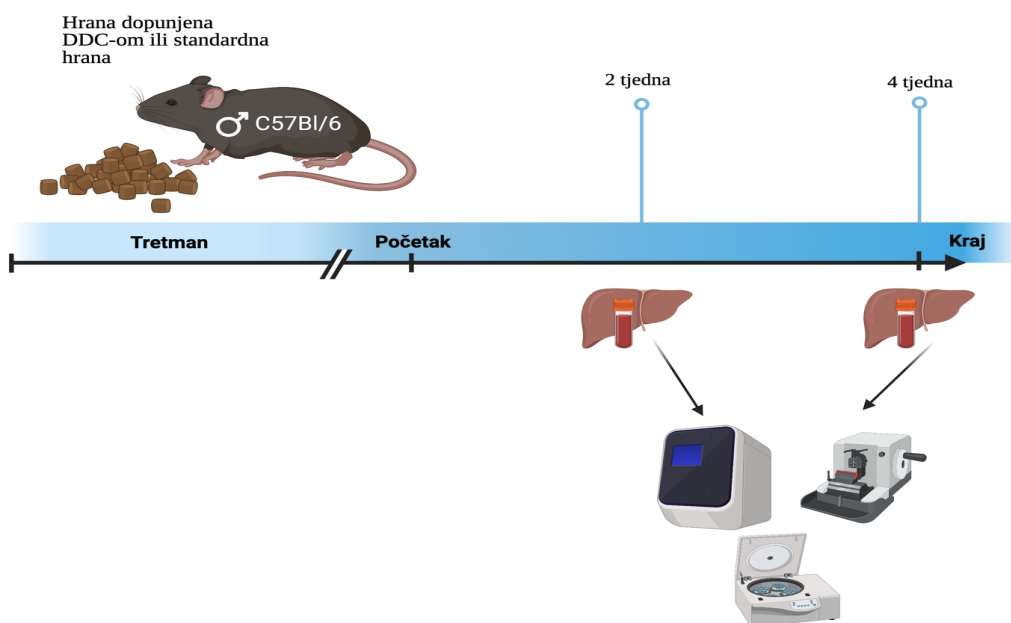 Hrana dopunjena
DDC-om ili standardna
hrana
C57Bl/6
2 tjedna
4 tjedna
Tretman
Početak
Kraj